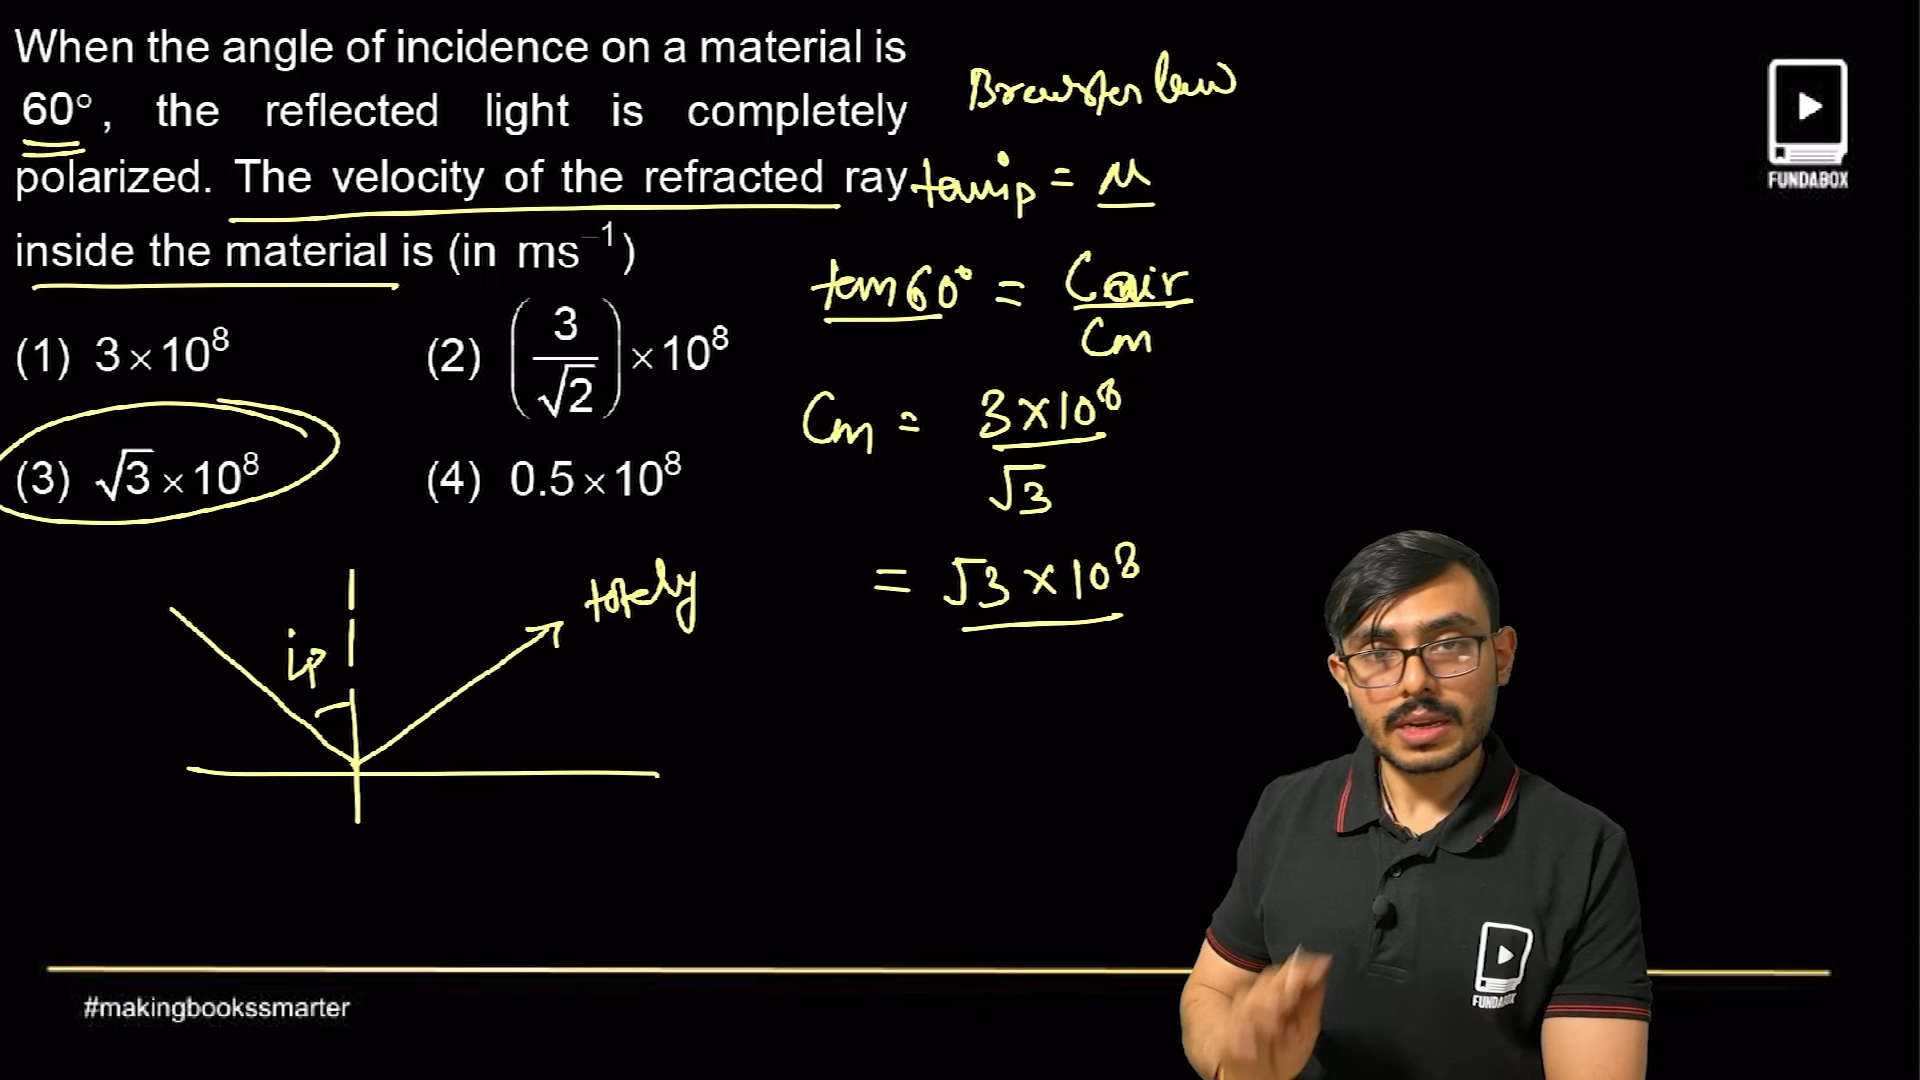 When the angle of incidence on a material is
60°, the reflected light is completely
polarized. The velocity of the refracted ray
inside the material is (in ms⁻¹)
(1) 3×10⁸ (2) (3/√2)×10⁸
(3) √3×10⁸ (4) 0.5×10⁸
Brewster law
tan ip = μ
tan60° = Cair/Cm
Cm = 3×10⁸/√3
= √3×10⁸
ip
totely
FUNDABOX
FUNDABOX
#makingbookssmarter